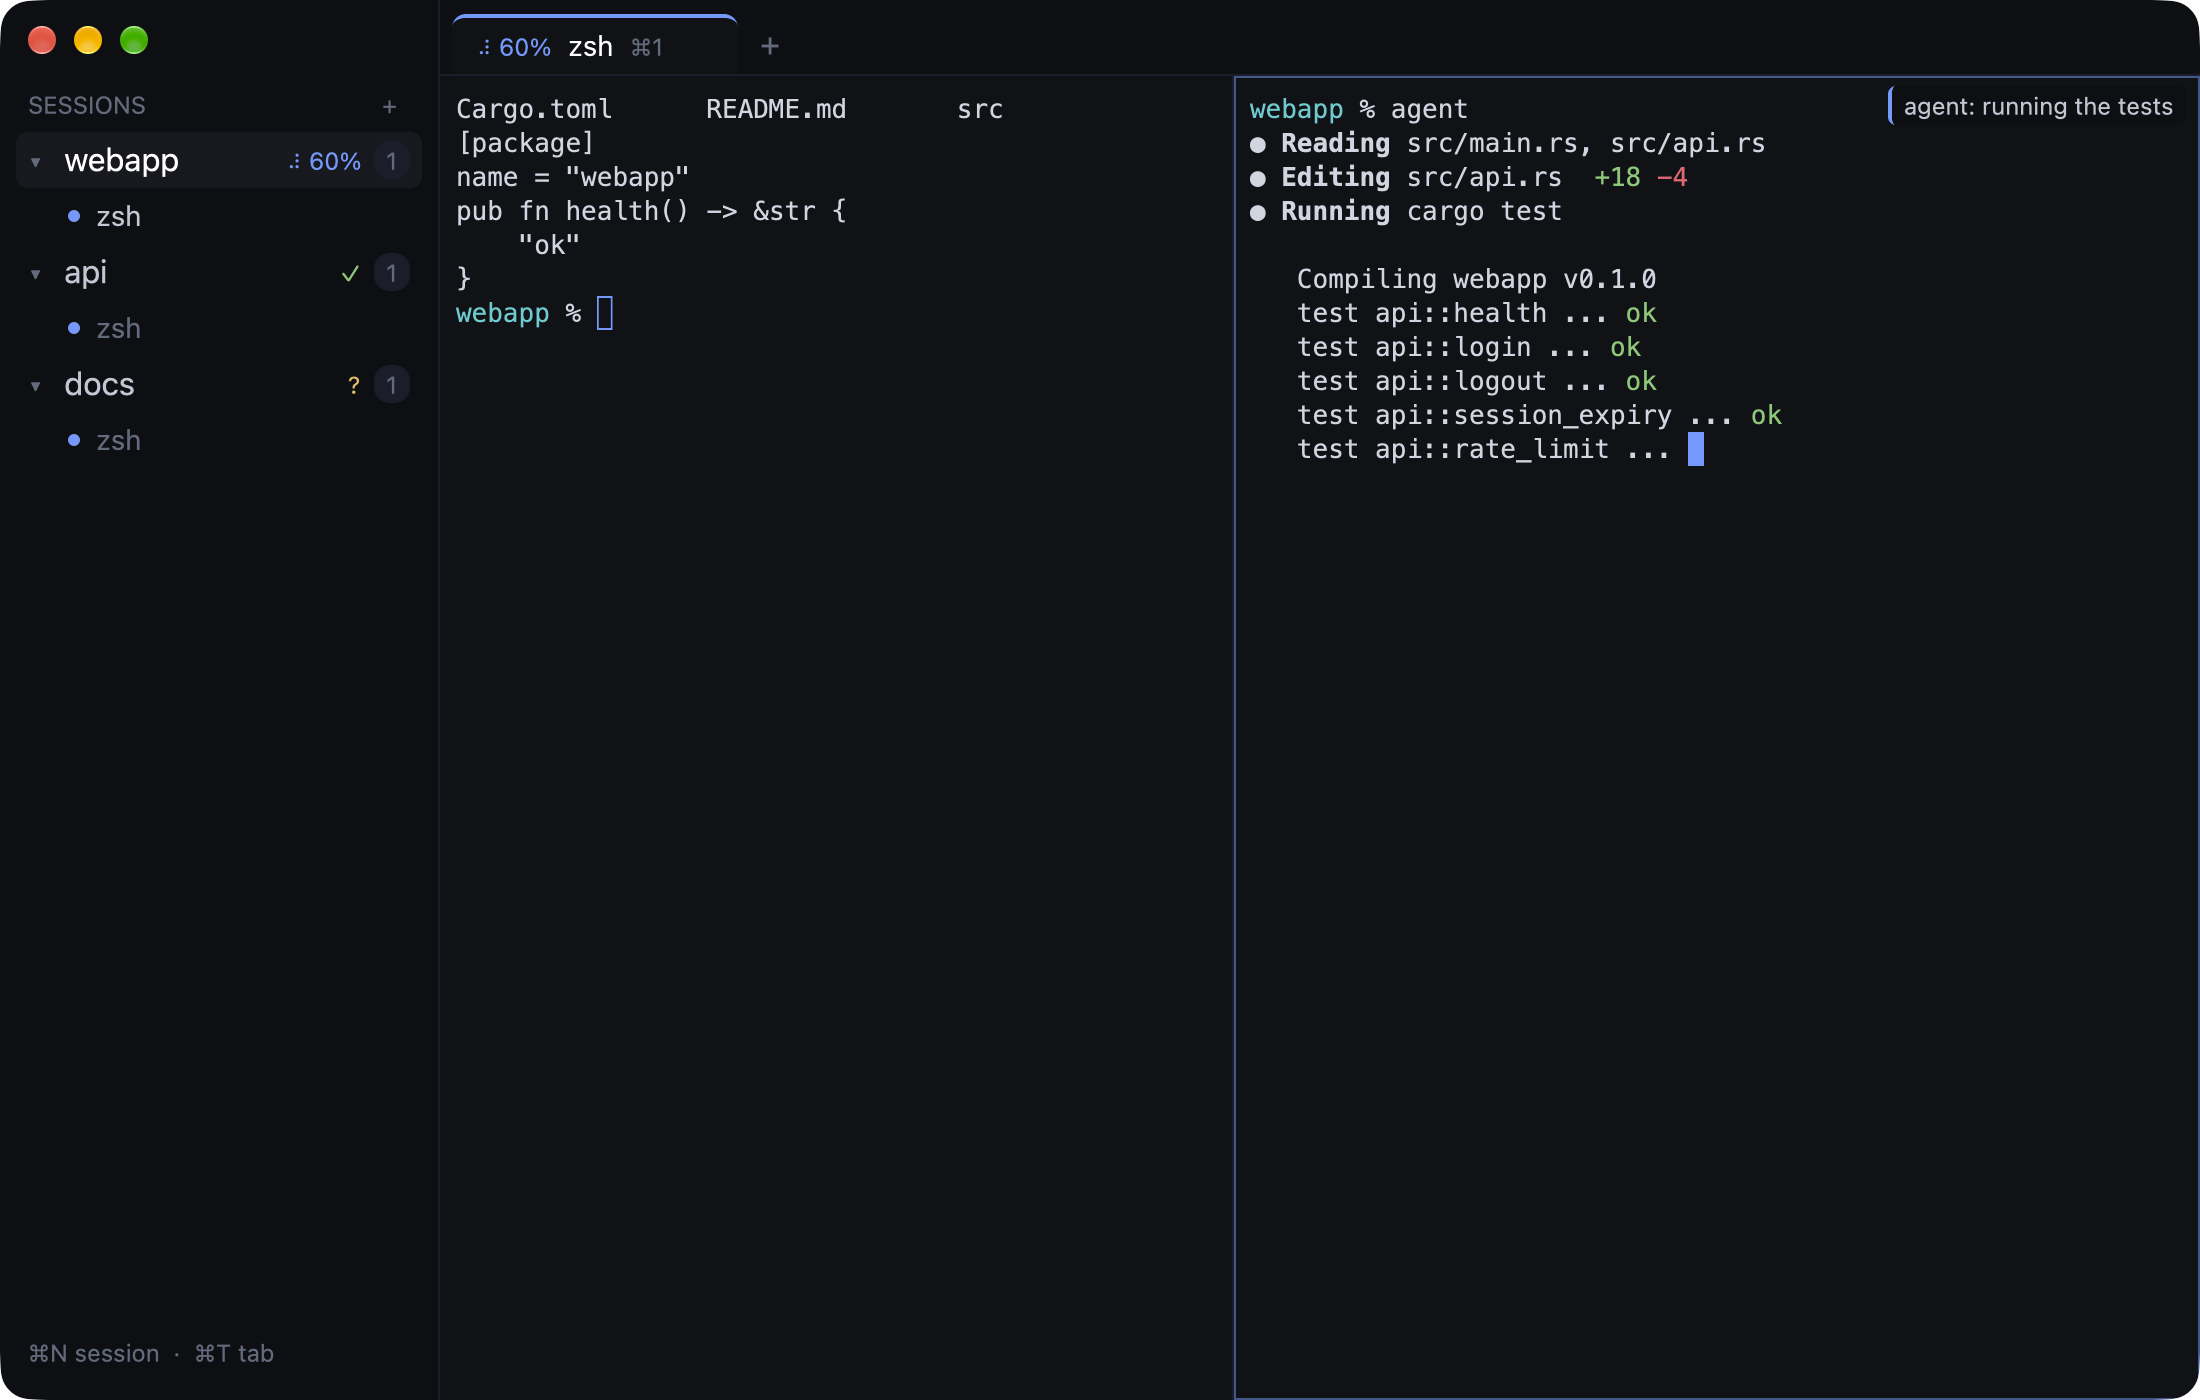 SESSIONS +
▾ webapp ⠼ 60% 1
● zsh
▾ api ✓ 1
● zsh
▾ docs ? 1
● zsh
⌘N session · ⌘T tab
60% zsh ⌘1 +
Cargo.toml      README.md       src
[package]
name = "webapp"
pub fn health() -> &str {
    "ok"
}
webapp %
webapp % agent
agent: running the tests
● Reading src/main.rs, src/api.rs
● Editing src/api.rs  +18 −4
● Running cargo test
   Compiling webapp v0.1.0
   test api::health ... ok
   test api::login ... ok
   test api::logout ... ok
   test api::session_expiry ... ok
   test api::rate_limit ...